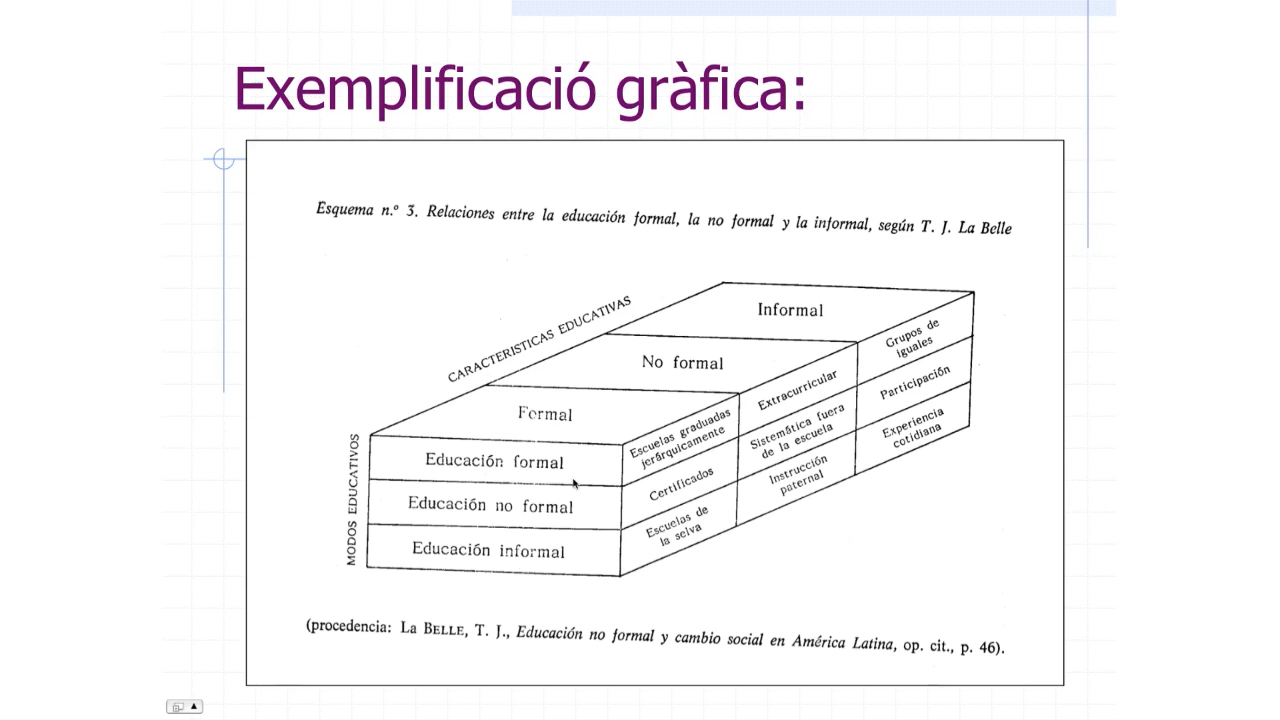 Exemplificació gràfica:
Esquema n.º 3. Relaciones entre la educación formal, la no formal y la informal, según T. J. La Belle
CARACTERISTICAS EDUCATIVAS
Informal
No formal
Formal
MODOS EDUCATIVOS
Educación formal
Educación no formal
Educación informal
Escuelas graduadas
jerárquicamente
Extracurricular
Grupos de
iguales
Certificados
Sistemática fuera
de la escuela
Participación
Escuelas de
la selva
Instrucción
paternal
Experiencia
cotidiana
(procedencia: La BELLE, T. J., Educación no formal y cambio social en América Latina, op. cit., p. 46).